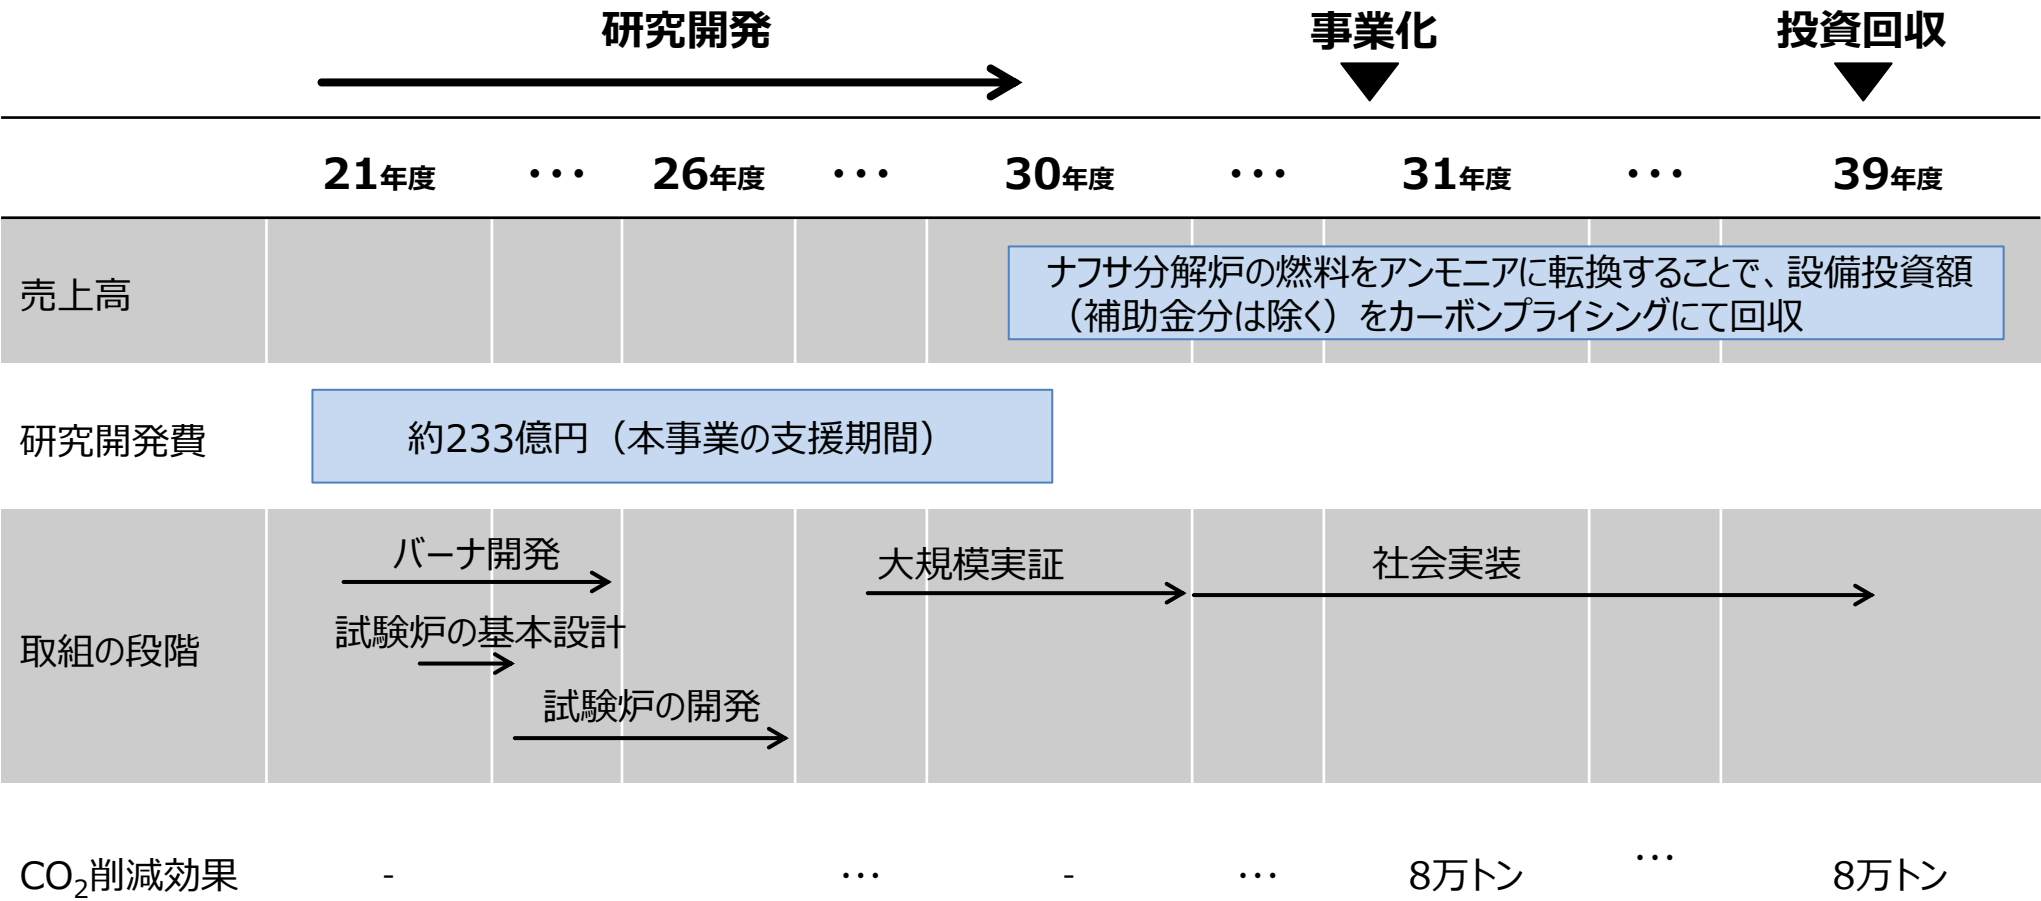 研究開発 事業化 投資回収
21年度 ・・・ 26年度 ・・・ 30年度 ・・・ 31年度 ・・・ 39年度
売上高
ナフサ分解炉の燃料をアンモニアに転換することで、設備投資額
（補助金分は除く）をカーボンプライシングにて回収
研究開発費
約233億円（本事業の支援期間）
取組の段階
バーナ開発
大規模実証
社会実装
試験炉の基本設計
試験炉の開発
CO₂削減効果 - ・・・ - ・・・ 8万トン ・・・ 8万トン